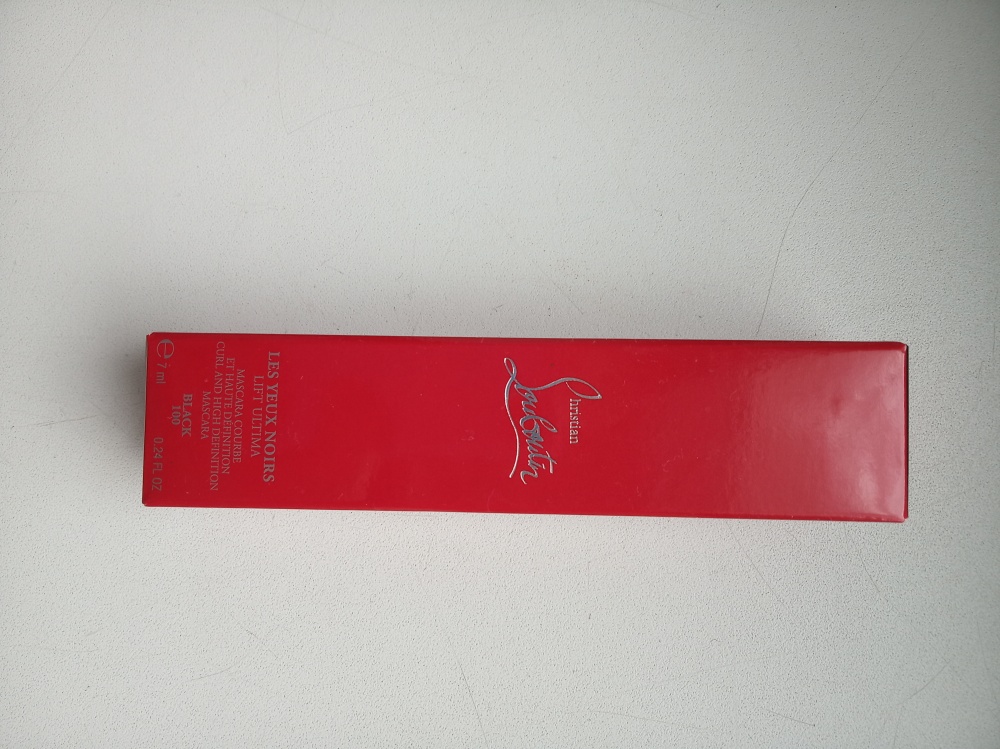 Christian
Louboutin
LES YEUX NOIRS
LIFT ULTIMA
MASCARA COURBE
ET HAUTE DÉFINITION
CURL AND HIGH DEFINITION
MASCARA
BLACK
100
℮ 7 ml 0.24 FL OZ